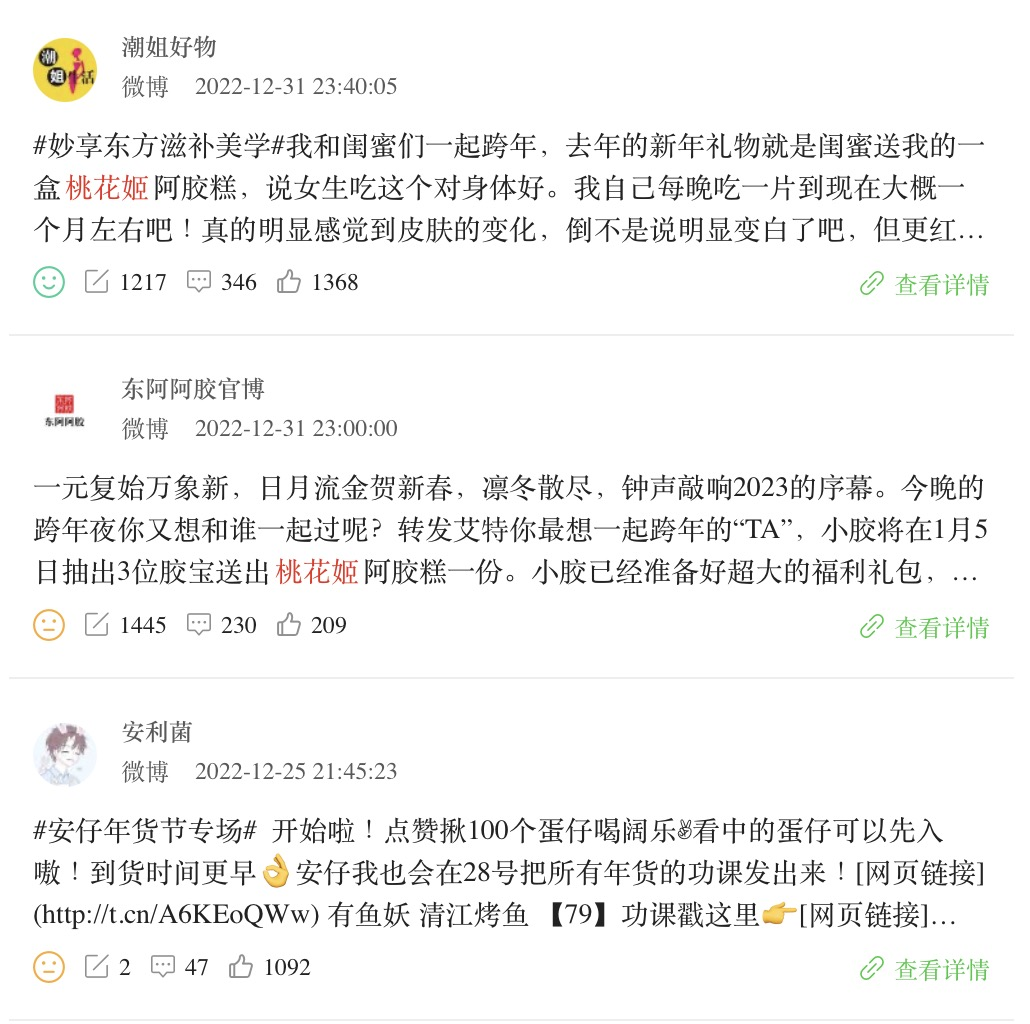 潮姐好物
微博 2022-12-31 23:40:05
#妙享东方滋补美学#我和闺蜜们一起跨年，去年的新年礼物就是闺蜜送我的一
盒桃花姬阿胶糕，说女生吃这个对身体好。我自己每晚吃一片到现在大概一
个月左右吧！真的明显感觉到皮肤的变化，倒不是说明显变白了吧，但更红…
1217 346 1368 查看详情
东阿阿胶
东阿阿胶官博
微博 2022-12-31 23:00:00
一元复始万象新，日月流金贺新春，凛冬散尽，钟声敲响2023的序幕。今晚的
跨年夜你又想和谁一起过呢？转发艾特你最想一起跨年的“TA”，小胶将在1月5
日抽出3位胶宝送出桃花姬阿胶糕一份。小胶已经准备好超大的福利礼包，…
1445 230 209 查看详情
安利菌
微博 2022-12-25 21:45:23
#安仔年货节专场# 开始啦！点赞揪100个蛋仔喝阔乐✌看中的蛋仔可以先入
嗷！到货时间更早👌安仔我也会在28号把所有年货的功课发出来！[网页链接]
(http://t.cn/A6KEoQWw) 有鱼妖 清江烤鱼 【79】功课戳这里👉[网页链接]…
2 47 1092 查看详情